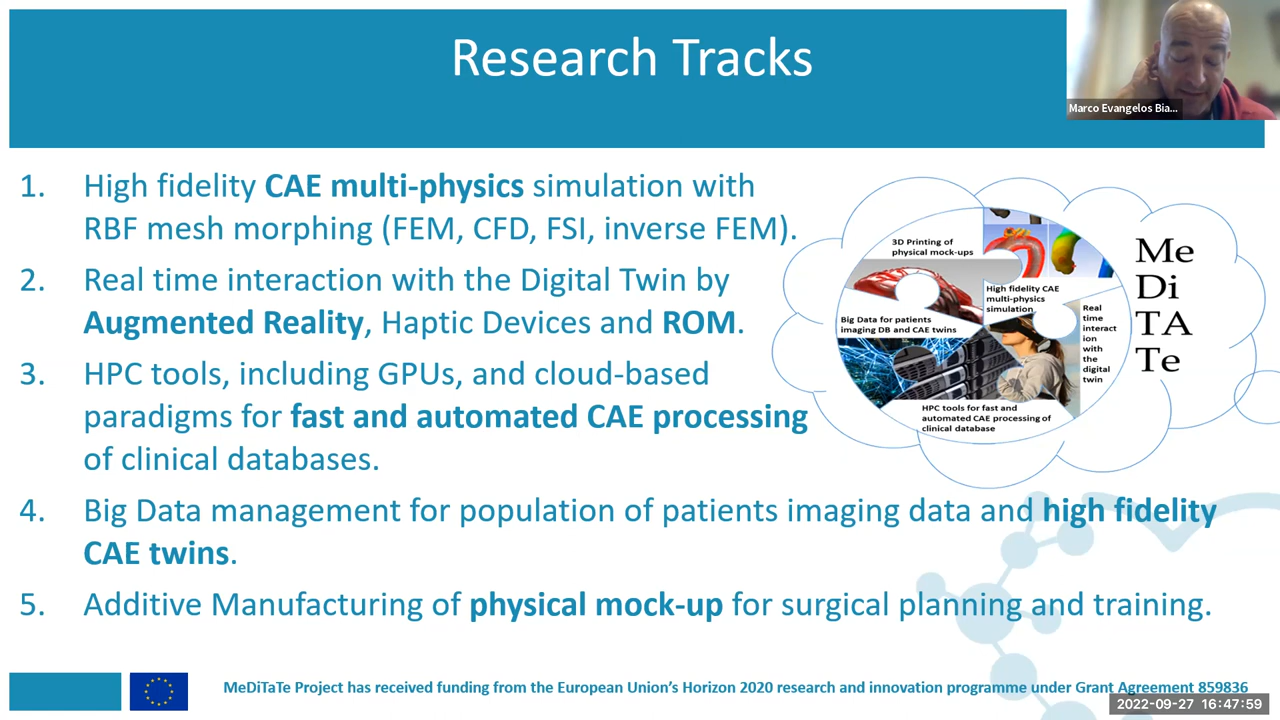 Research Tracks
Marco Evangelos Bia...
1. High fidelity CAE multi-physics simulation with
RBF mesh morphing (FEM, CFD, FSI, inverse FEM).
2. Real time interaction with the Digital Twin by
Augmented Reality, Haptic Devices and ROM.
3. HPC tools, including GPUs, and cloud-based
paradigms for fast and automated CAE processing
of clinical databases.
4. Big Data management for population of patients imaging data and high fidelity
CAE twins.
5. Additive Manufacturing of physical mock-up for surgical planning and training.
3D Printing of
physical mock-ups
High fidelity CAE
multi-physics
simulation
Big Data for patients
imaging DB and CAE twins
Real
time
interact
ion
with
the
digital
twin
HPC tools for fast and
automated CAE processing of
clinical database
Me
Di
TA
Te
MeDiTaTe Project has received funding from the European Union's Horizon 2020 research and innovation programme under Grant Agreement 859836
2022-09-27 16:47:59